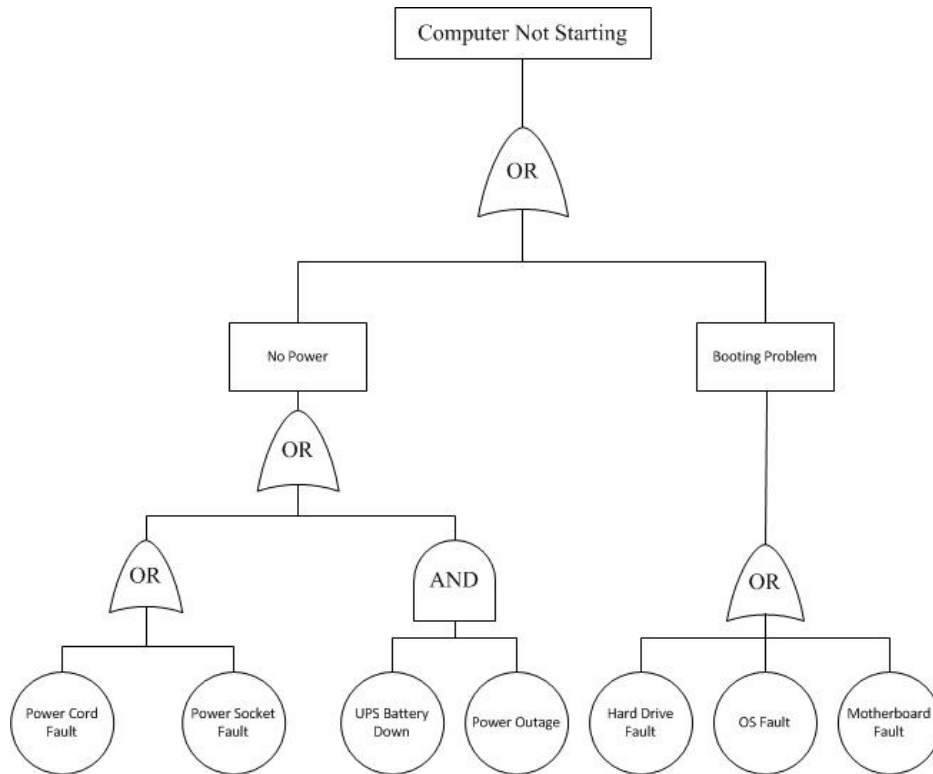 Computer Not Starting
OR
No Power
Booting Problem
OR
OR
AND
OR
Power Cord
Fault
Power Socket
Fault
UPS Battery
Down
Power Outage
Hard Drive
Fault
OS Fault
Motherboard
Fault